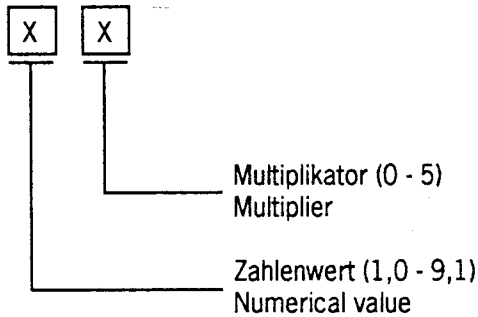 X X
Multiplikator (0 - 5)
Multiplier
Zahlenwert (1,0 - 9,1)
Numerical value